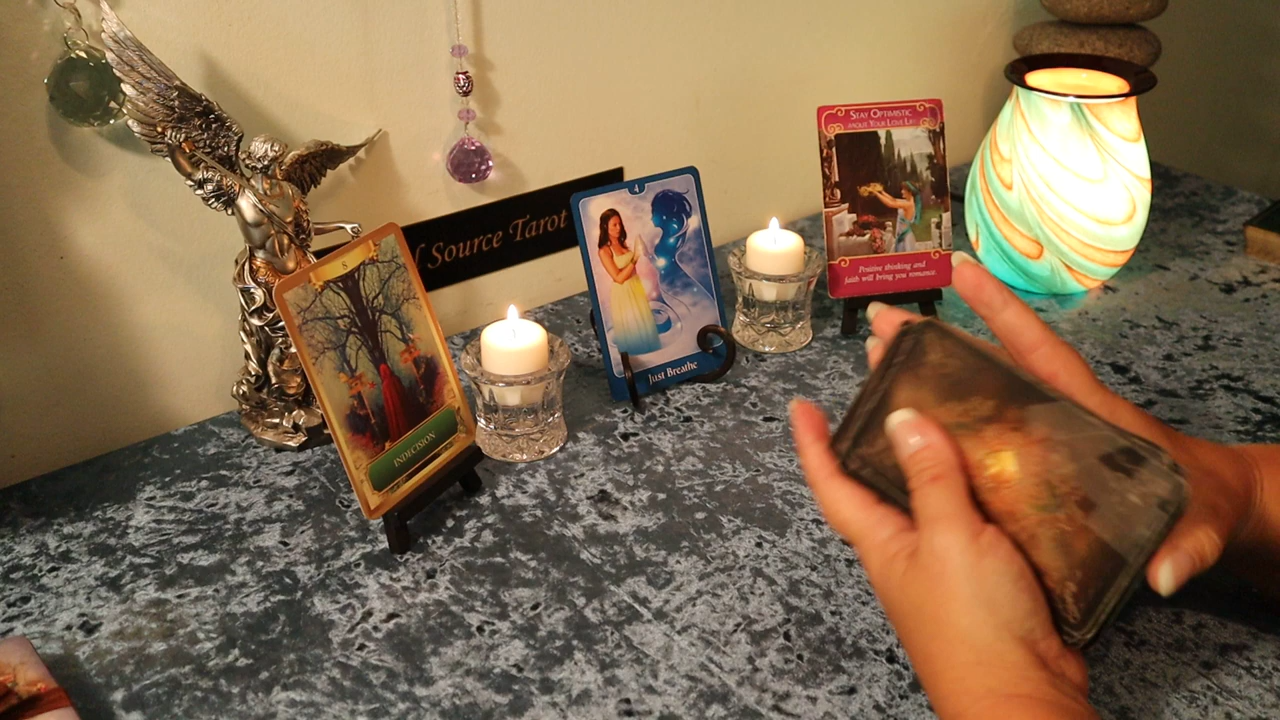 8
INDECISION
l Source Tarot
4
Just Breathe
STAY OPTIMISTIC
ABOUT YOUR LOVE LIFE
Positive thinking and
faith will bring you romance.